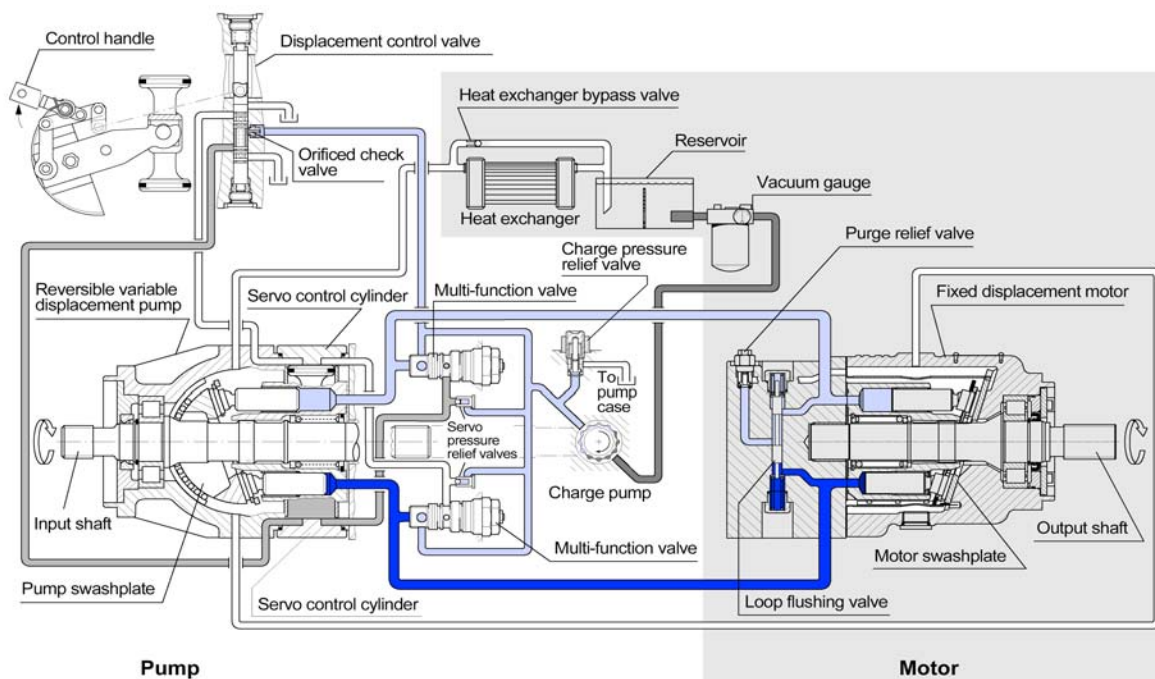 Control handle
Displacement control valve
Heat exchanger bypass valve
Reservoir
Orificed check
valve
Vacuum gauge
Heat exchanger
Purge relief valve
Charge pressure
relief valve
Reversible variable
displacement pump
Servo control cylinder
Multi-function valve
Fixed displacement motor
To
pump
case
Servo
pressure
relief valves
Charge pump
Input shaft
Output shaft
Multi-function valve
Motor swashplate
Pump swashplate
Loop flushing valve
Servo control cylinder
Pump
Motor